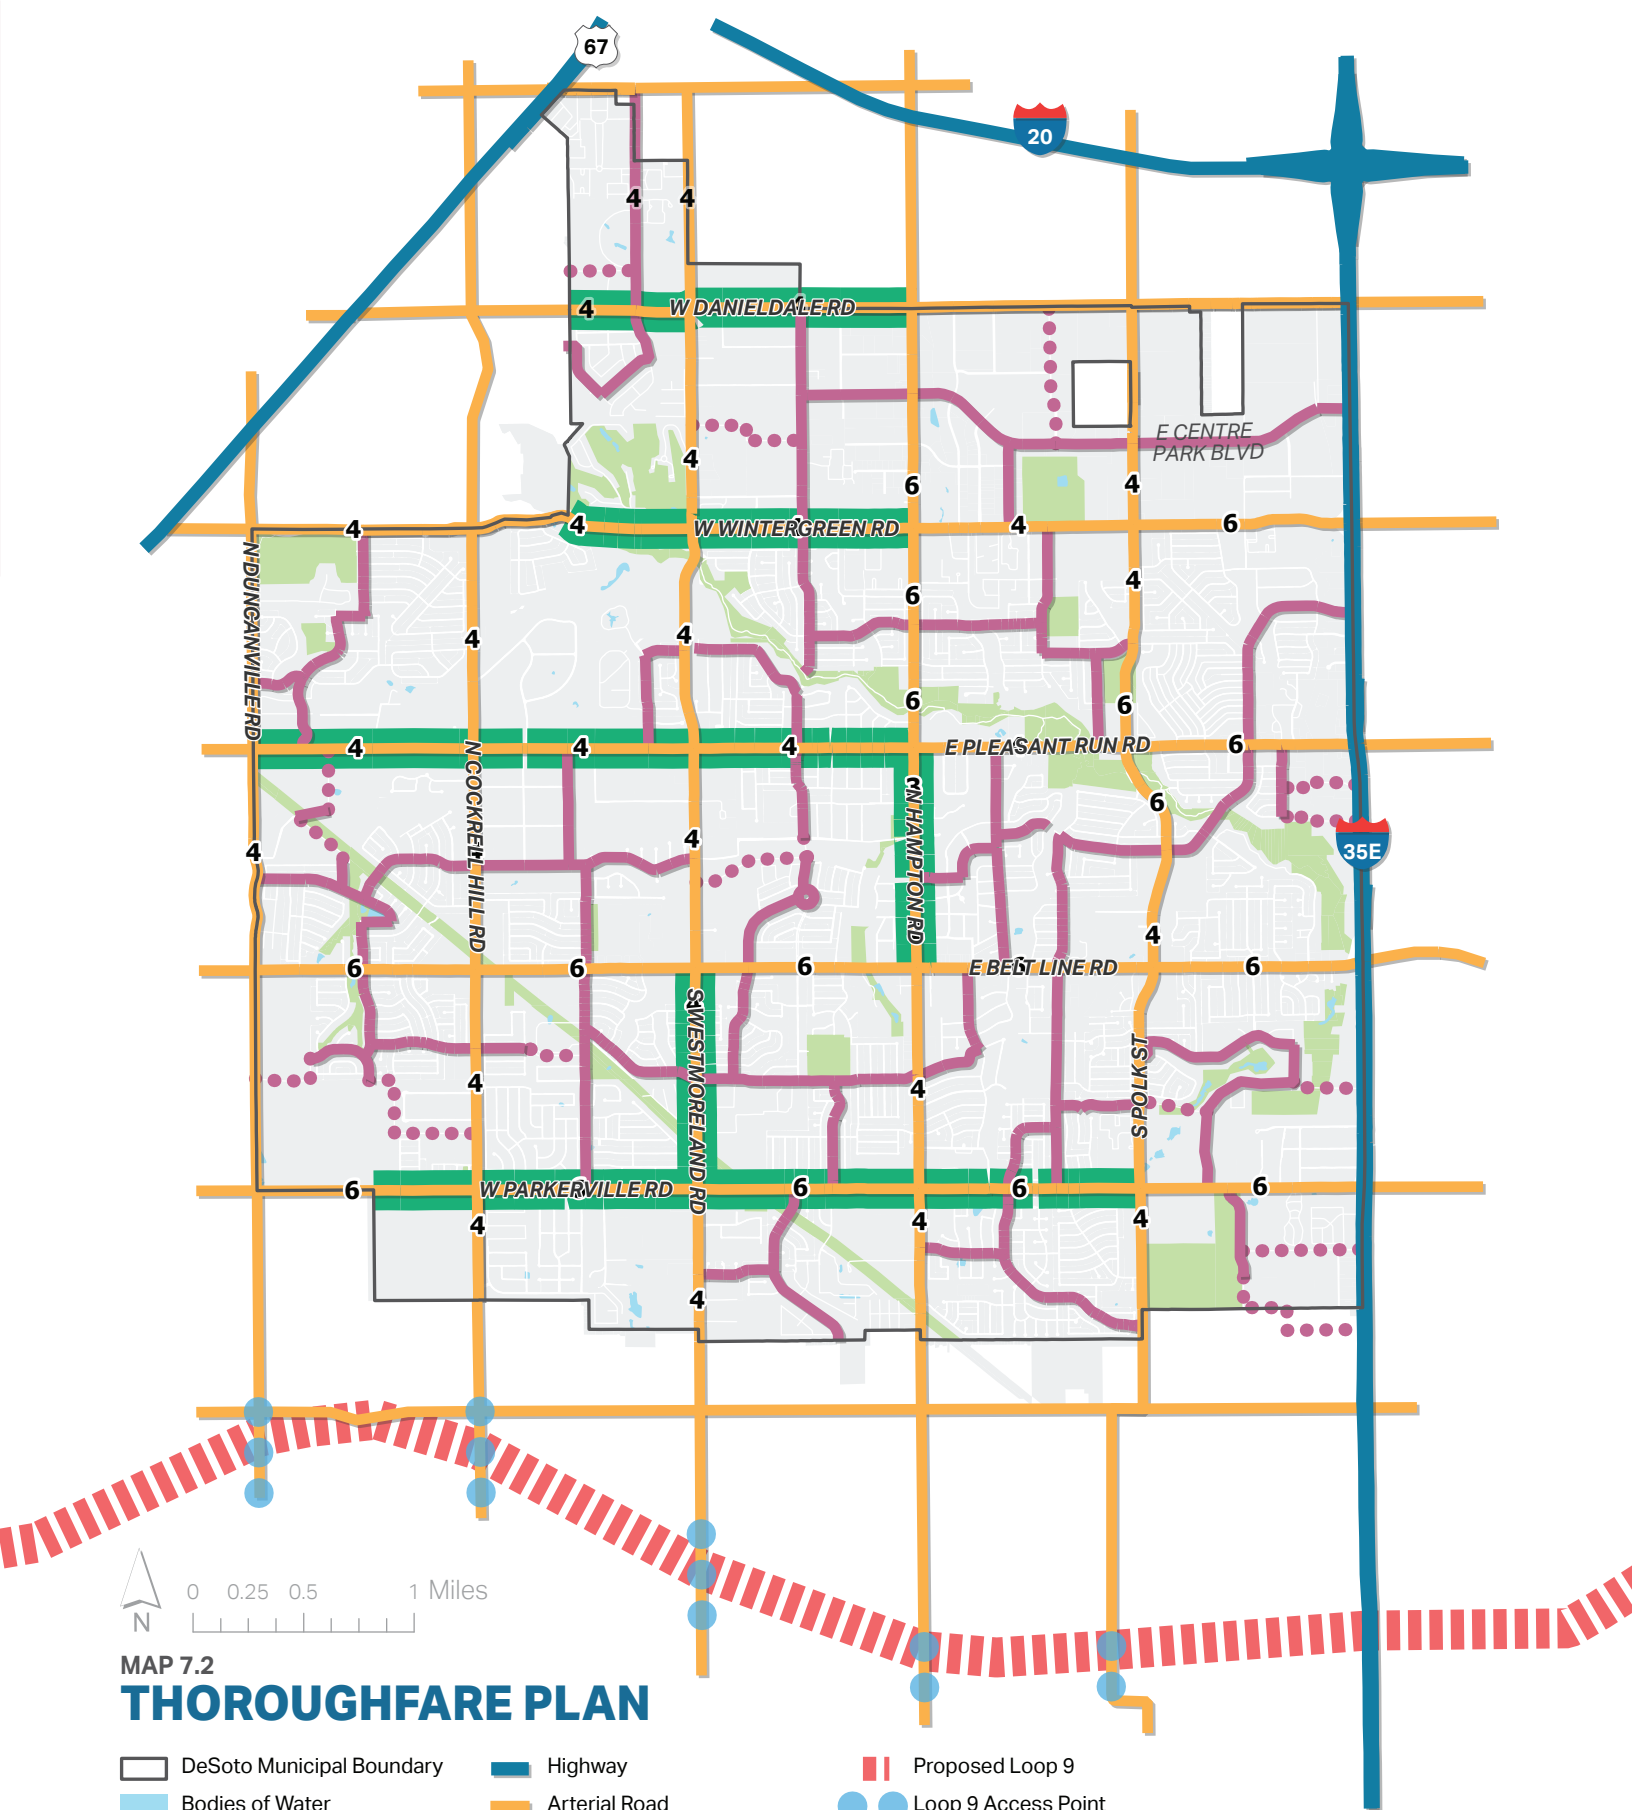 67
20
4
4
4
W DANIELDALE RD
E CENTRE
PARK BLVD
4
6
4
4
4
W WINTERGREEN RD
4
6
N DUNCANVILLE RD
4
6
4
4
6
6
4
4
4
E PLEASANT RUN RD
6
N COCKRELL HILL RD
3
N HAMPTON RD
6
4
4
35E
4
6
6
6
E BELT LINE RD
6
S WESTMORELAND RD
S POLK ST
4
4
6
W PARKERVILLE RD
6
6
6
4
4
4
4
0 0.25 0.5 1 Miles
N
MAP 7.2
THOROUGHFARE PLAN
DeSoto Municipal Boundary
Highway
Proposed Loop 9
Bodies of Water
Arterial Road
Loop 9 Access Point